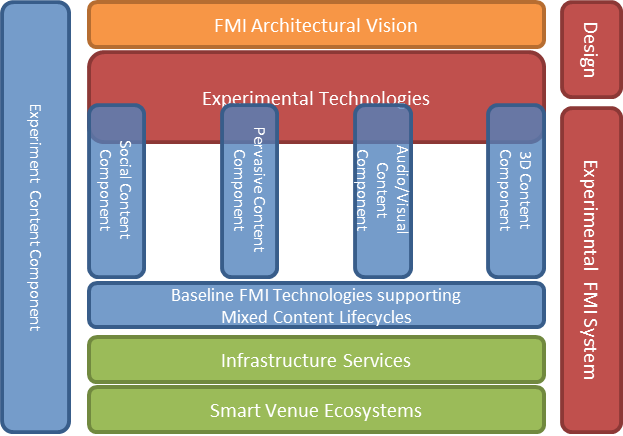 FMI Architectural Vision
Design
Experimental Technologies
Experiment Content Component
Social Content
Component
Pervasive Content
Component
Audio/Visual
Content
Component
3D Content
Component
Experimental FMI System
Baseline FMI Technologies supporting
Mixed Content Lifecycles
Infrastructure Services
Smart Venue Ecosystems